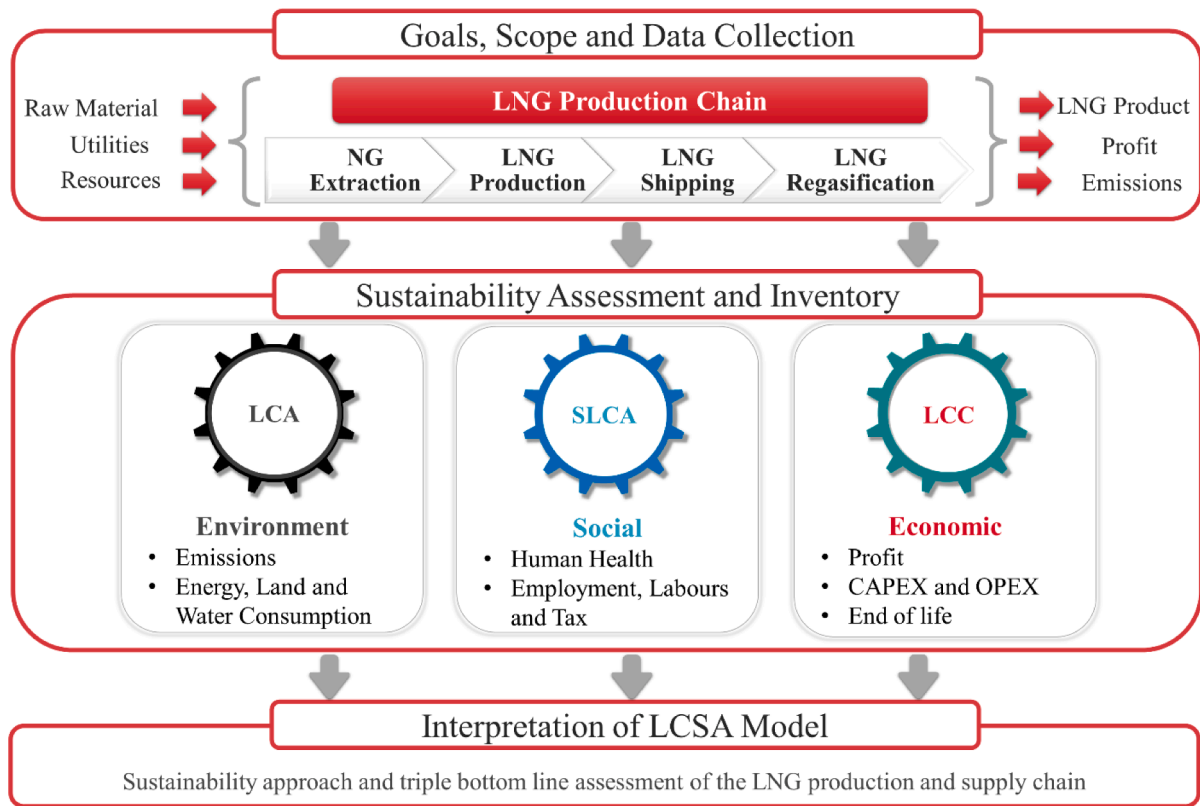 Goals, Scope and Data Collection
Raw Material
Utilities
Resources
LNG Production Chain
NG
Extraction
LNG
Production
LNG
Shipping
LNG
Regasification
LNG Product
Profit
Emissions
Sustainability Assessment and Inventory
LCA
Environment
• Emissions
• Energy, Land and
Water Consumption
SLCA
Social
• Human Health
• Employment, Labours
and Tax
LCC
Economic
• Profit
• CAPEX and OPEX
• End of life
Interpretation of LCSA Model
Sustainability approach and triple bottom line assessment of the LNG production and supply chain